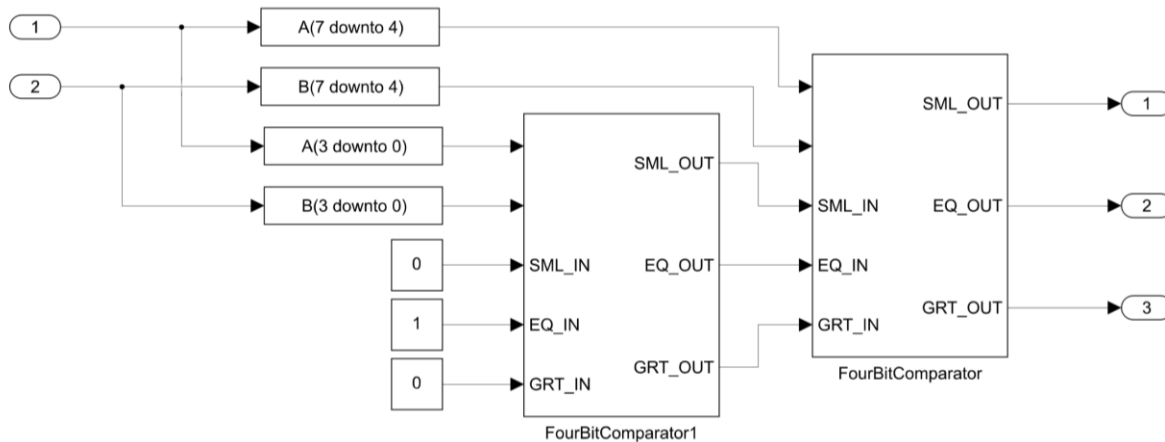 1
A(7 downto 4)
2
B(7 downto 4)
A(3 downto 0)
B(3 downto 0)
0
1
0
SML_IN
EQ_IN
GRT_IN
SML_OUT
EQ_OUT
GRT_OUT
FourBitComparator1
SML_IN
EQ_IN
GRT_IN
SML_OUT
EQ_OUT
GRT_OUT
FourBitComparator
1
2
3